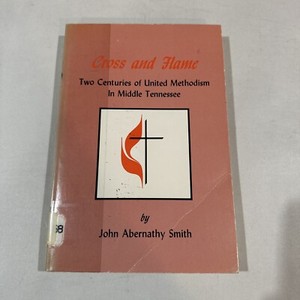 Cross and Flame
Two Centuries of United Methodism
In Middle Tennessee
by
John Abernathy Smith